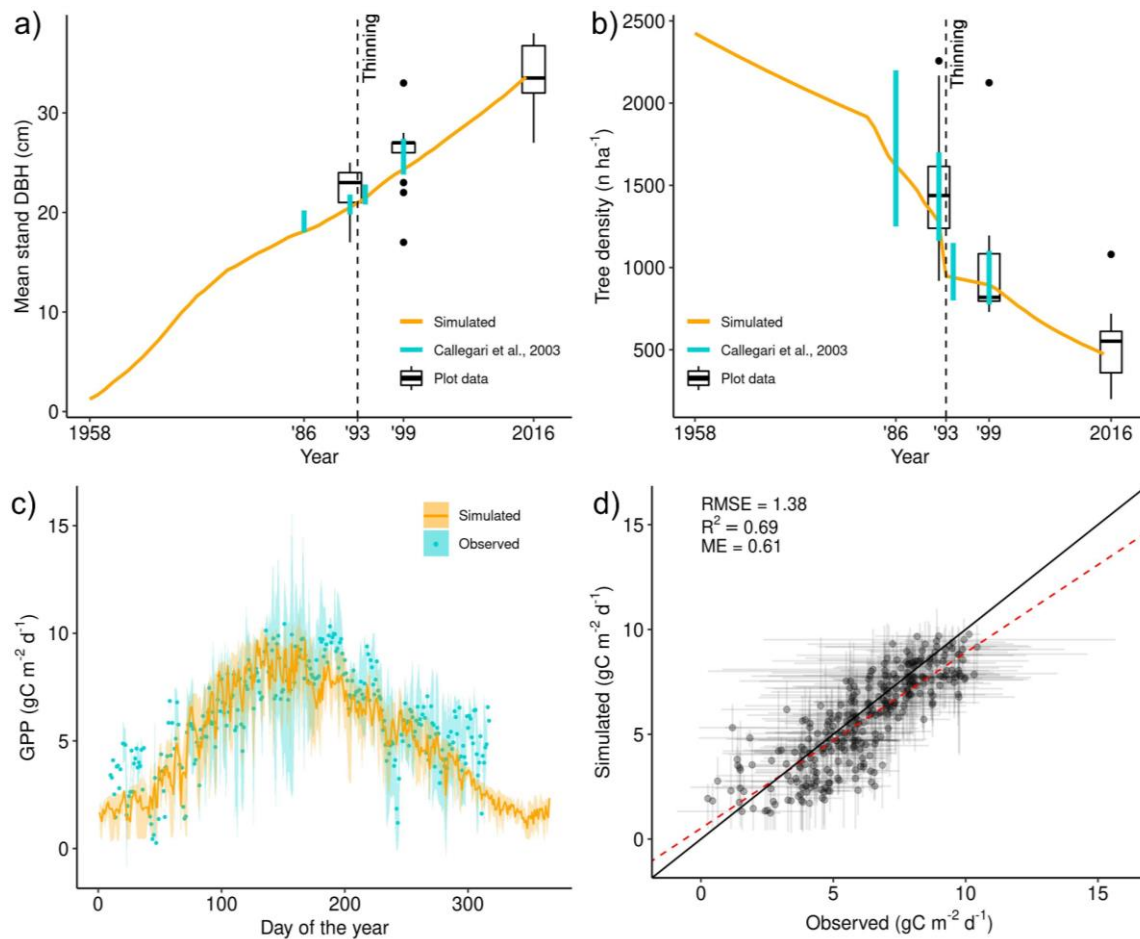 a)
Mean stand DBH (cm)
30
20
10
0
Thinning
Simulated
Callegari et al., 2003
Plot data
1958
'86
'93
'99
2016
Year
b)
Tree density (n ha⁻¹)
2500
2000
1500
1000
500
Thinning
Simulated
Callegari et al., 2003
Plot data
1958
'86
'93
'99
2016
Year
c)
GPP (gC m⁻² d⁻¹)
15
10
5
0
Simulated
Observed
0
100
200
300
Day of the year
d)
Simulated (gC m⁻² d⁻¹)
15
10
5
0
RMSE = 1.38
R² = 0.69
ME = 0.61
0
5
10
15
Observed (gC m⁻² d⁻¹)